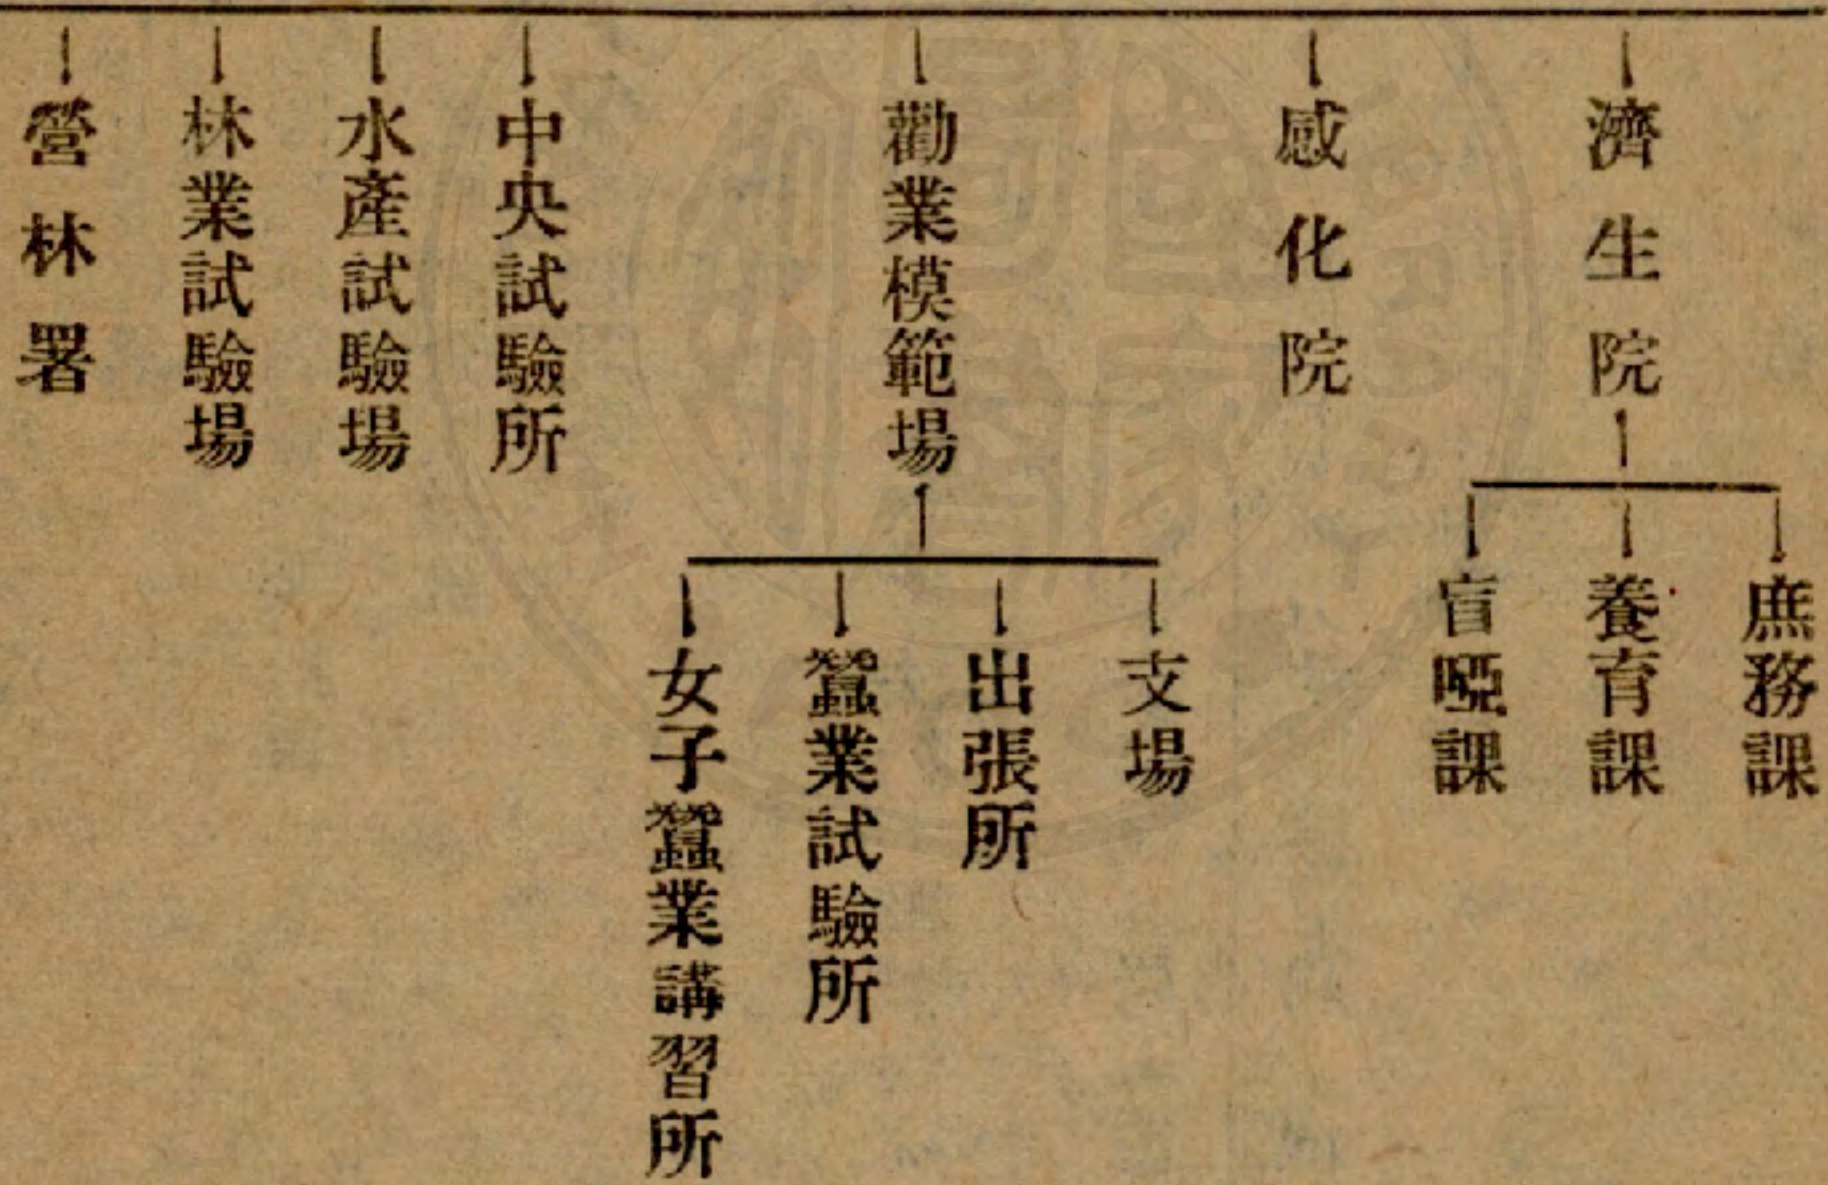 濟生院
庶務課
養育課
盲啞課
感化院
勸業模範場
支場
出張所
蠶業試驗所
女子蠶業講習所
中央試驗所
水產試驗場
林業試驗場
營林署